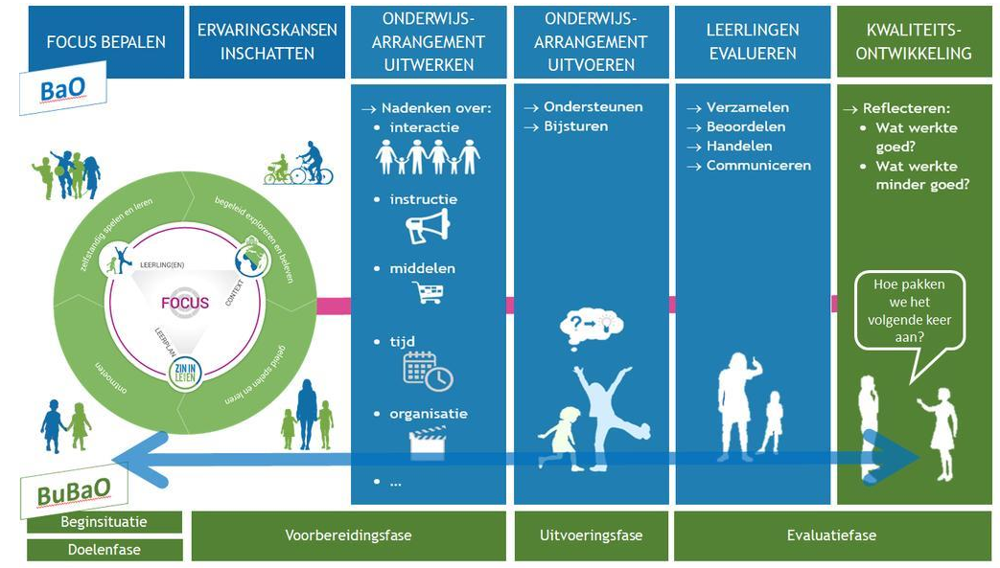 FOCUS BEPALEN
ERVARINGSKANSEN
INSCHATTEN
ONDERWIJS-
ARRANGEMENT
UITWERKEN
ONDERWIJS-
ARRANGEMENT
UITVOEREN
LEERLINGEN
EVALUEREN
KWALITEITS-
ONTWIKKELING
BaO
zelfstandig spelen en leren
begeleid exploreren en beleven
LEERLING(EN)
CONTEXT
FOCUS
LEERPLAN
ZIN IN
LEREN
ontmoeten
geleid spelen en leren
→ Nadenken over:
• interactie
• instructie
• middelen
• tijd
• organisatie
• ...
→ Ondersteunen
→ Bijsturen
?→
→ Verzamelen
→ Beoordelen
→ Handelen
→ Communiceren
→ Reflecteren:
• Wat werkte
goed?
• Wat werkte
minder goed?
Hoe pakken
we het
volgende keer
aan?
BuBaO
Beginsituatie
Doelenfase
Voorbereidingsfase
Uitvoeringsfase
Evaluatiefase